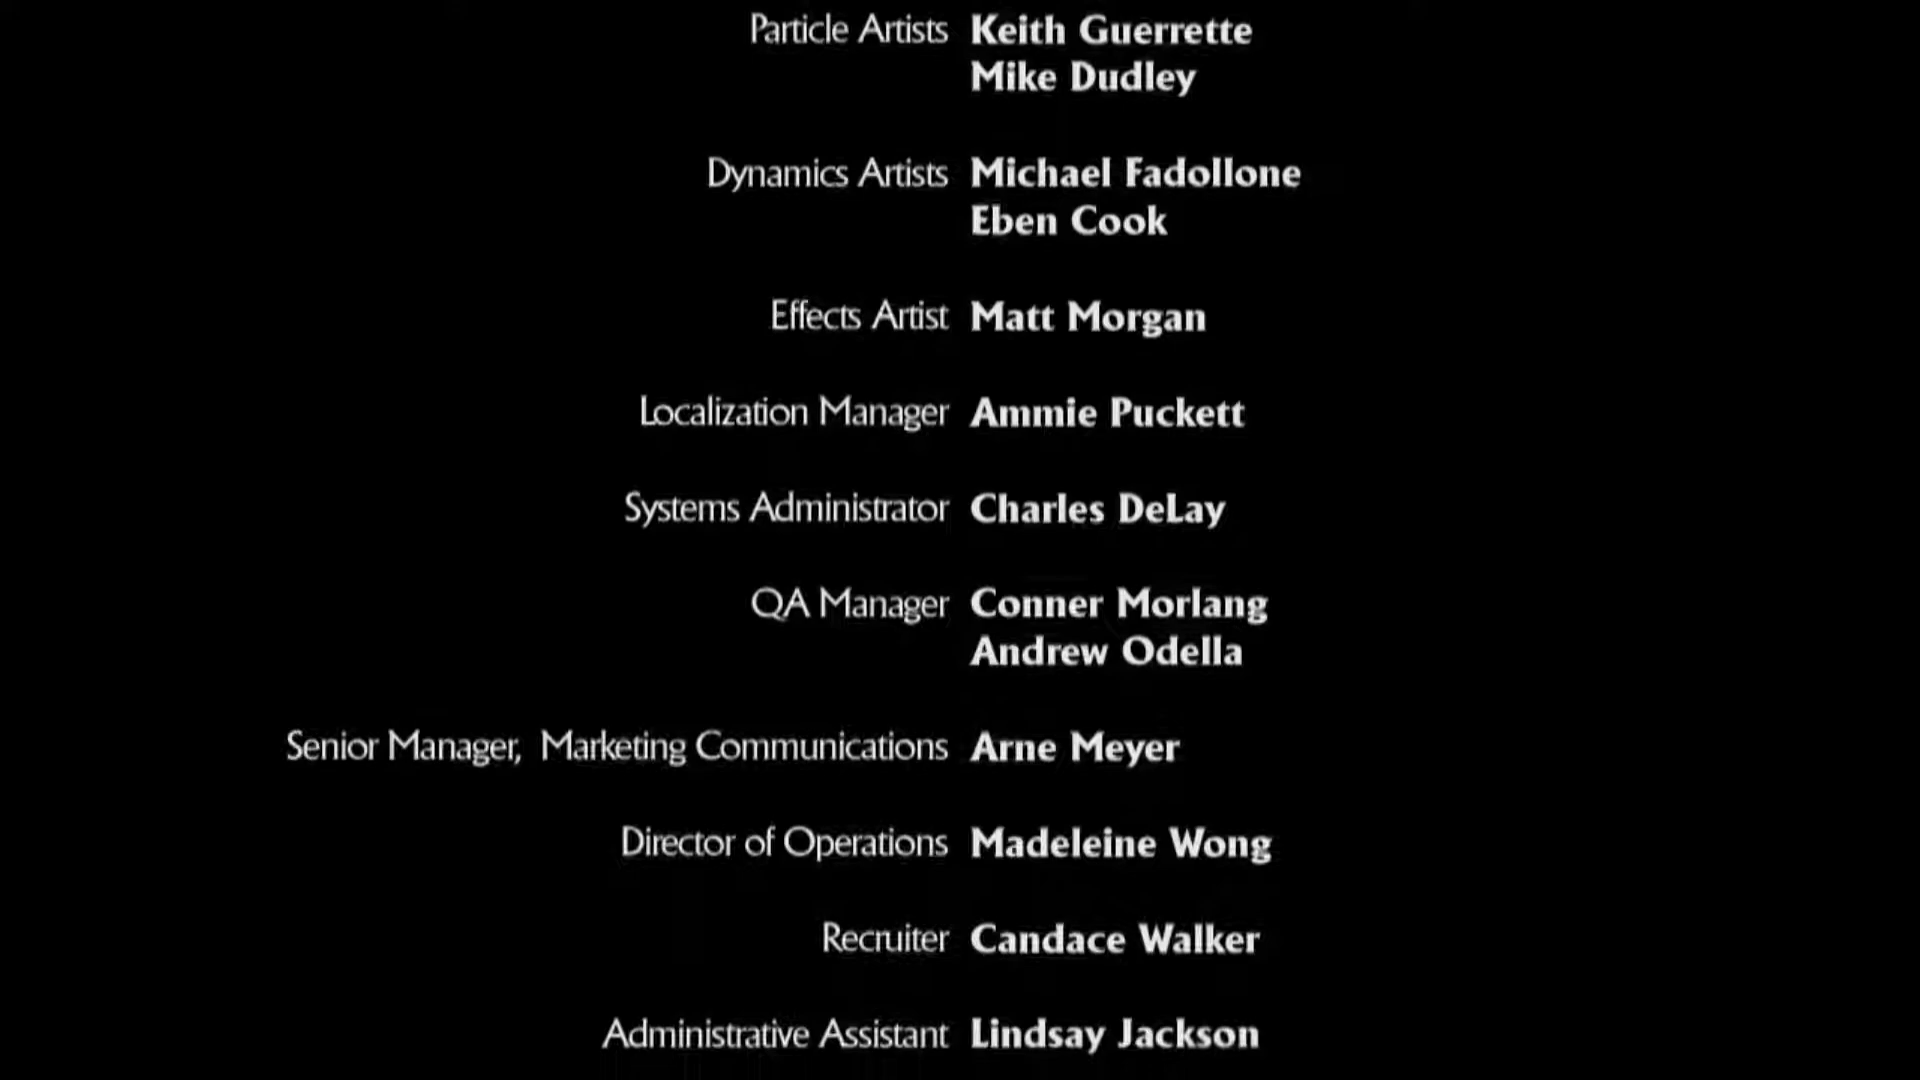 Particle Artists Keith Guerrette
Mike Dudley
Dynamics Artists Michael Fadollone
Eben Cook
Effects Artist Matt Morgan
Localization Manager Ammie Puckett
Systems Administrator Charles DeLay
QA Manager Conner Morlang
Andrew Odella
Senior Manager, Marketing Communications Arne Meyer
Director of Operations Madeleine Wong
Recruiter Candace Walker
Administrative Assistant Lindsay Jackson